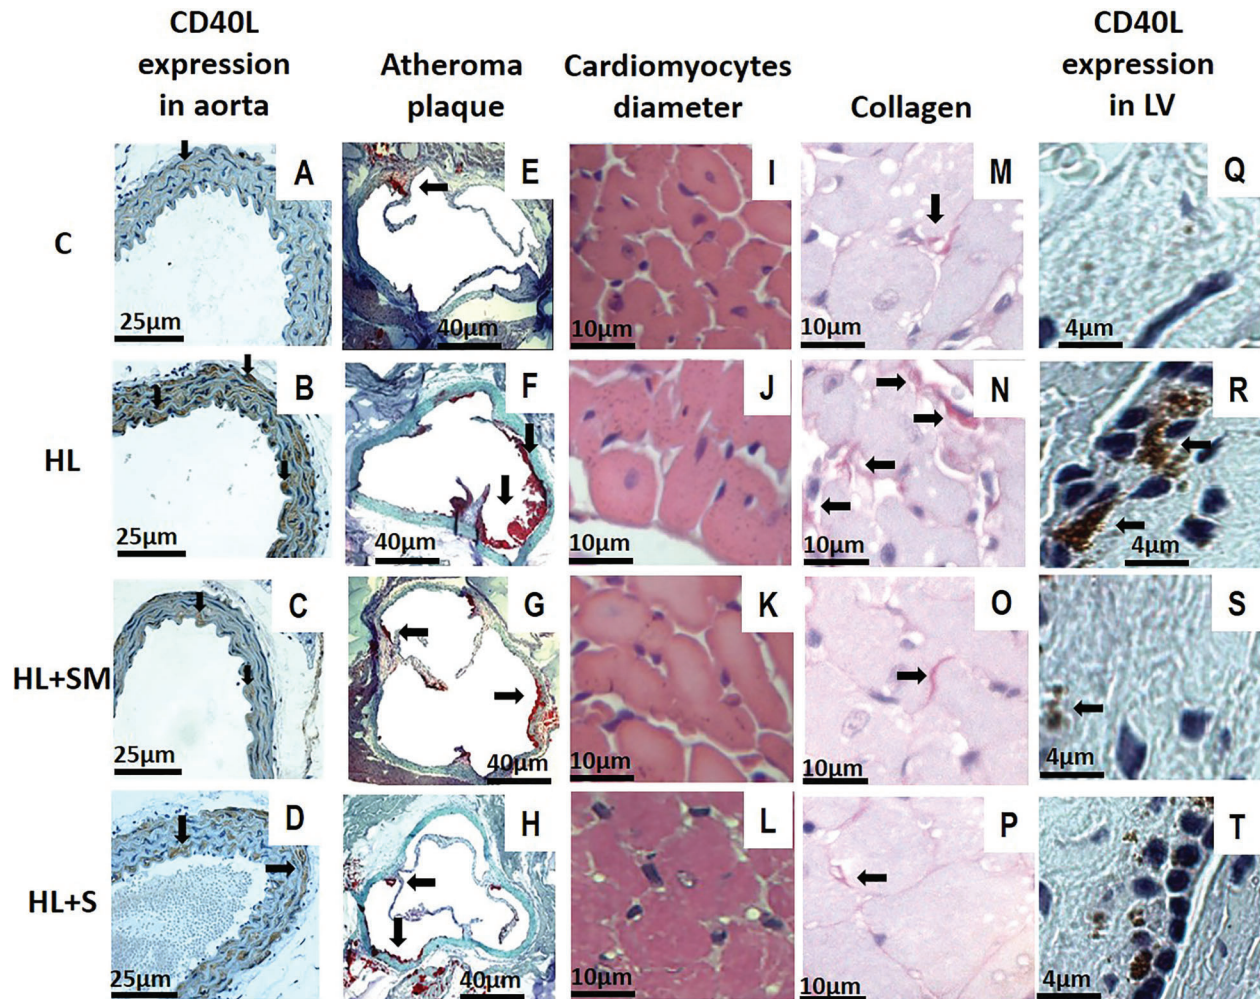 CD40L
expression
in aorta
Atheroma
plaque
Cardiomyocytes
diameter
Collagen
CD40L
expression
in LV
C
A
25µm
E
40µm
I
10µm
M
10µm
Q
4µm
HL
B
25µm
F
40µm
J
10µm
N
10µm
R
4µm
HL+SM
C
25µm
G
40µm
K
10µm
O
10µm
S
4µm
HL+S
D
25µm
H
40µm
L
10µm
P
10µm
T
4µm